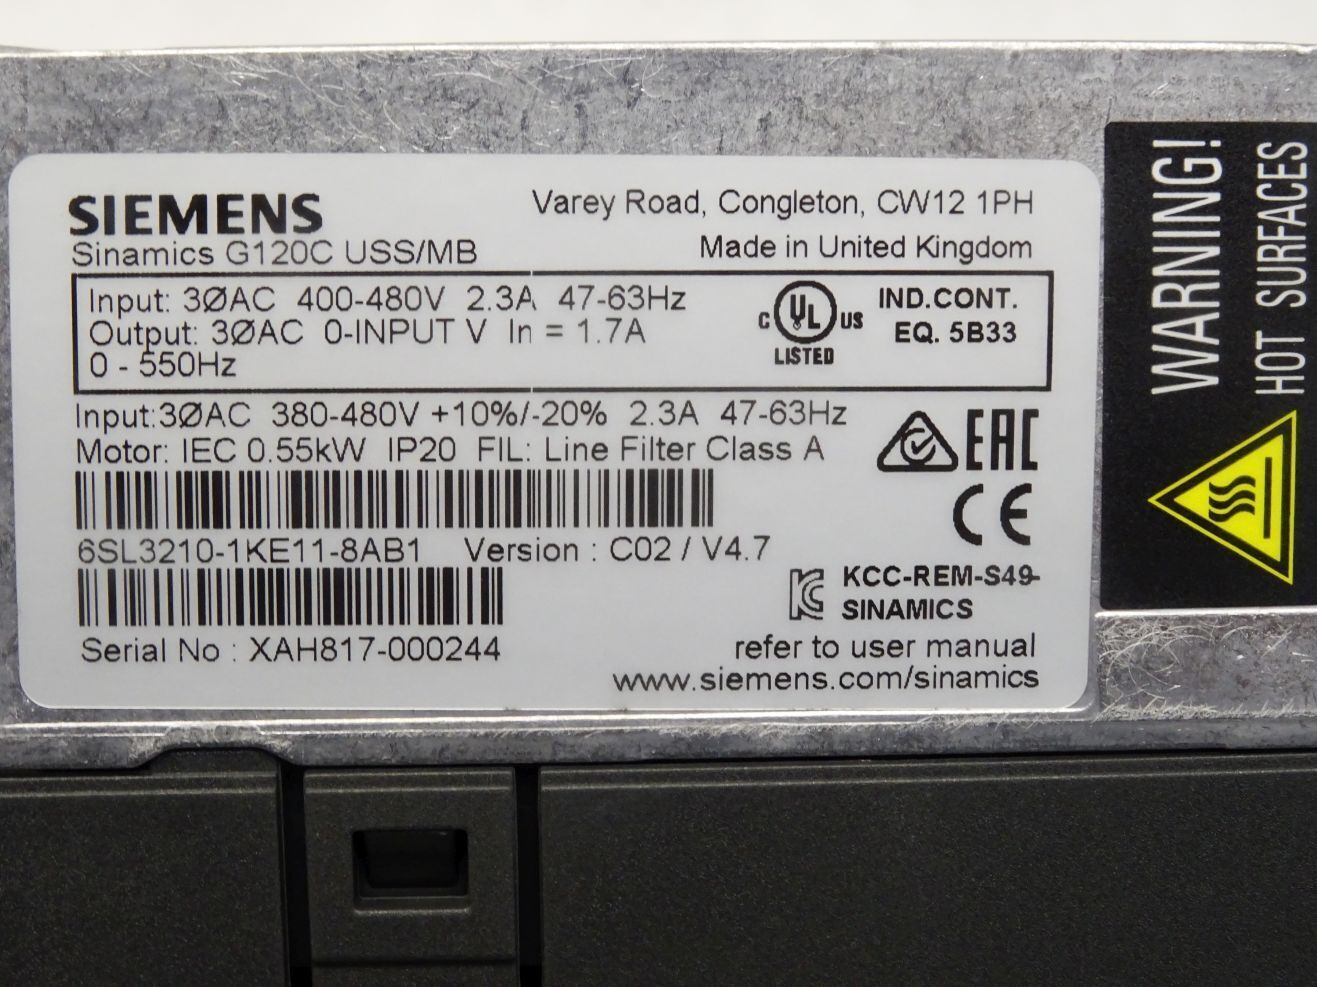 SIEMENS
Varey Road, Congleton, CW12 1PH
Sinamics G120C USS/MB
Made in United Kingdom
Input: 3ØAC 400-480V 2.3A 47-63Hz
Output: 3ØAC 0-INPUT V In = 1.7A
0 - 550Hz
C UL US
LISTED
IND.CONT.
EQ. 5B33
Input:3ØAC 380-480V +10%/-20% 2.3A 47-63Hz
Motor: IEC 0.55kW IP20 FIL: Line Filter Class A
EAC
CE
6SL3210-1KE11-8AB1 Version : C02 / V4.7
KCC-REM-S49-
SINAMICS
Serial No : XAH817-000244
refer to user manual
www.siemens.com/sinamics
WARNING!
HOT SURFACES